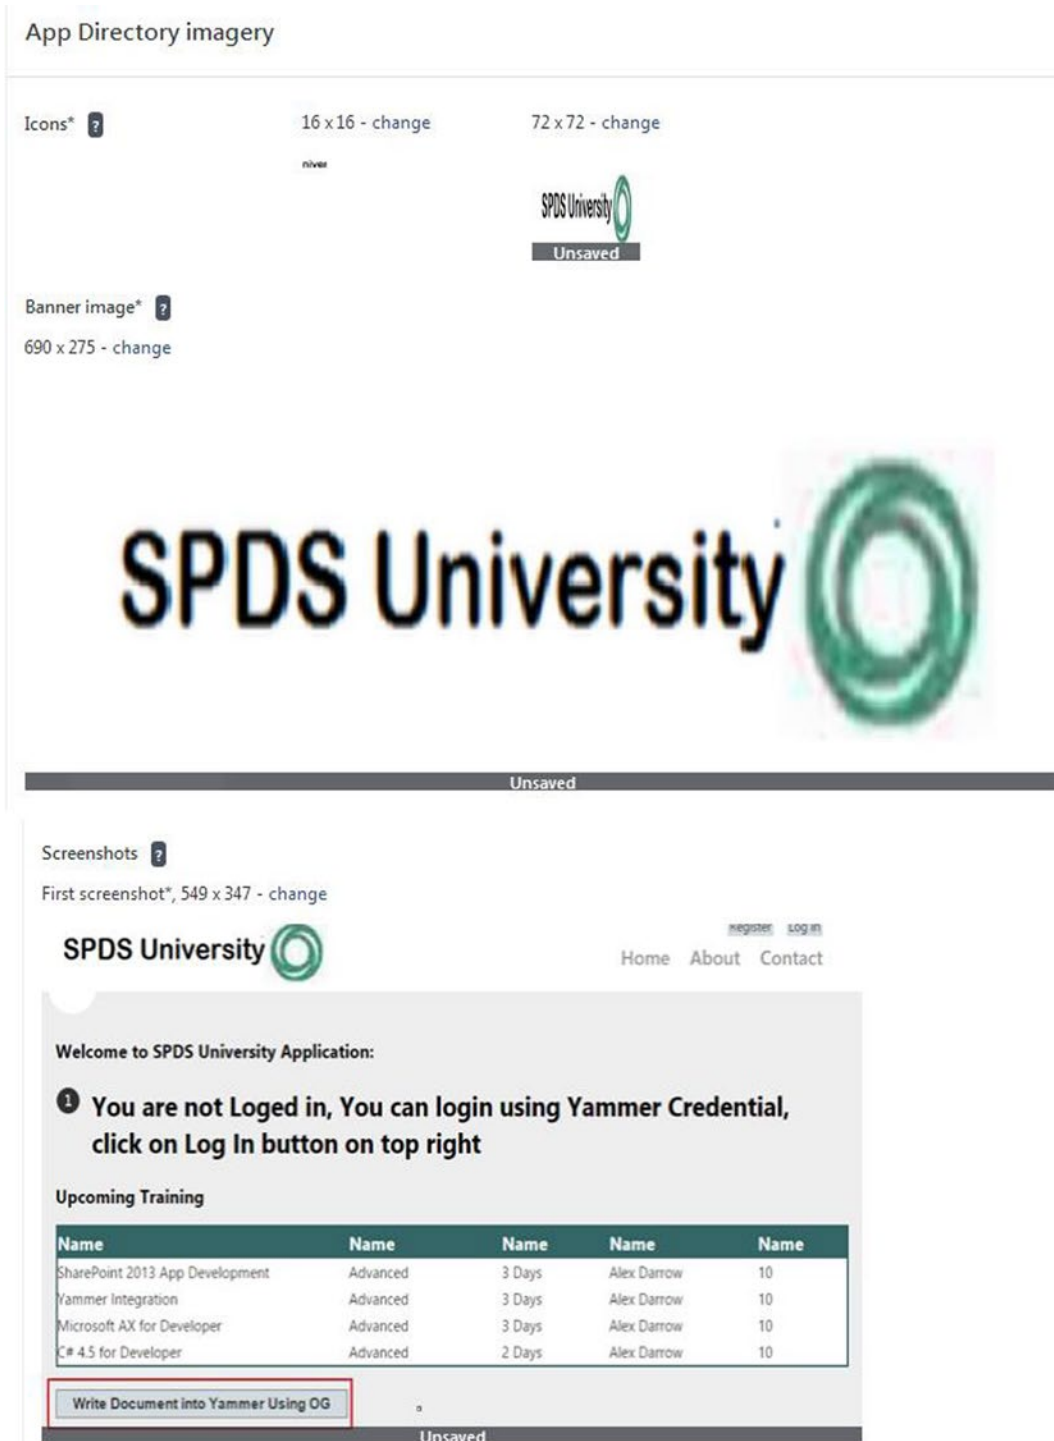 App Directory imagery
Icons* ? 16 x 16 - change 72 x 72 - change
niver
SPDS University
Unsaved
Banner image* ?
690 x 275 - change
SPDS University
Unsaved
Screenshots ?
First screenshot*, 549 x 347 - change
Register Log in
SPDS University
Home About Contact
Welcome to SPDS University Application:
1 You are not Loged in, You can login using Yammer Credential,
click on Log In button on top right
Upcoming Training
Name Name Name Name Name
SharePoint 2013 App Development Advanced 3 Days Alex Darrow 10
Yammer Integration Advanced 3 Days Alex Darrow 10
Microsoft AX for Developer Advanced 3 Days Alex Darrow 10
C# 4.5 for Developer Advanced 2 Days Alex Darrow 10
Write Document into Yammer Using OG
Unsaved